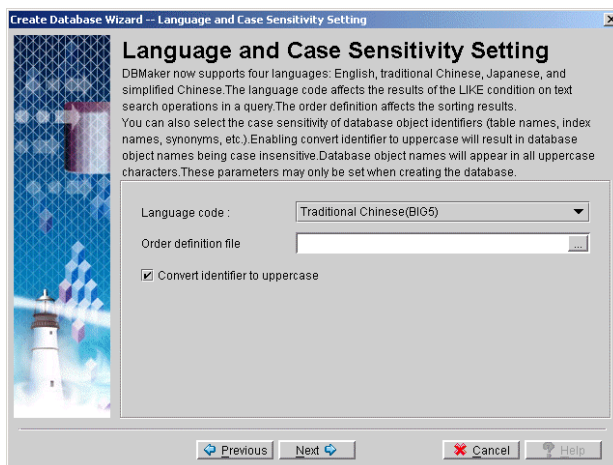 Create Database Wizard -- Language and Case Sensitivity Setting
Language and Case Sensitivity Setting
DBMaker now supports four languages: English, traditional Chinese, Japanese, and
simplified Chinese.The language code affects the results of the LIKE condition on text
search operations in a query.The order definition affects the sorting results.
You can also select the case sensitivity of database object identifiers (table names, index
names, synonyms, etc.).Enabling convert identifier to uppercase will result in database
object names being case insensitive.Database object names will appear in all uppercase
characters.These parameters may only be set when creating the database.
Language code : Traditional Chinese(BIG5)
Order definition file ...
Convert identifier to uppercase
Previous Next Cancel Help